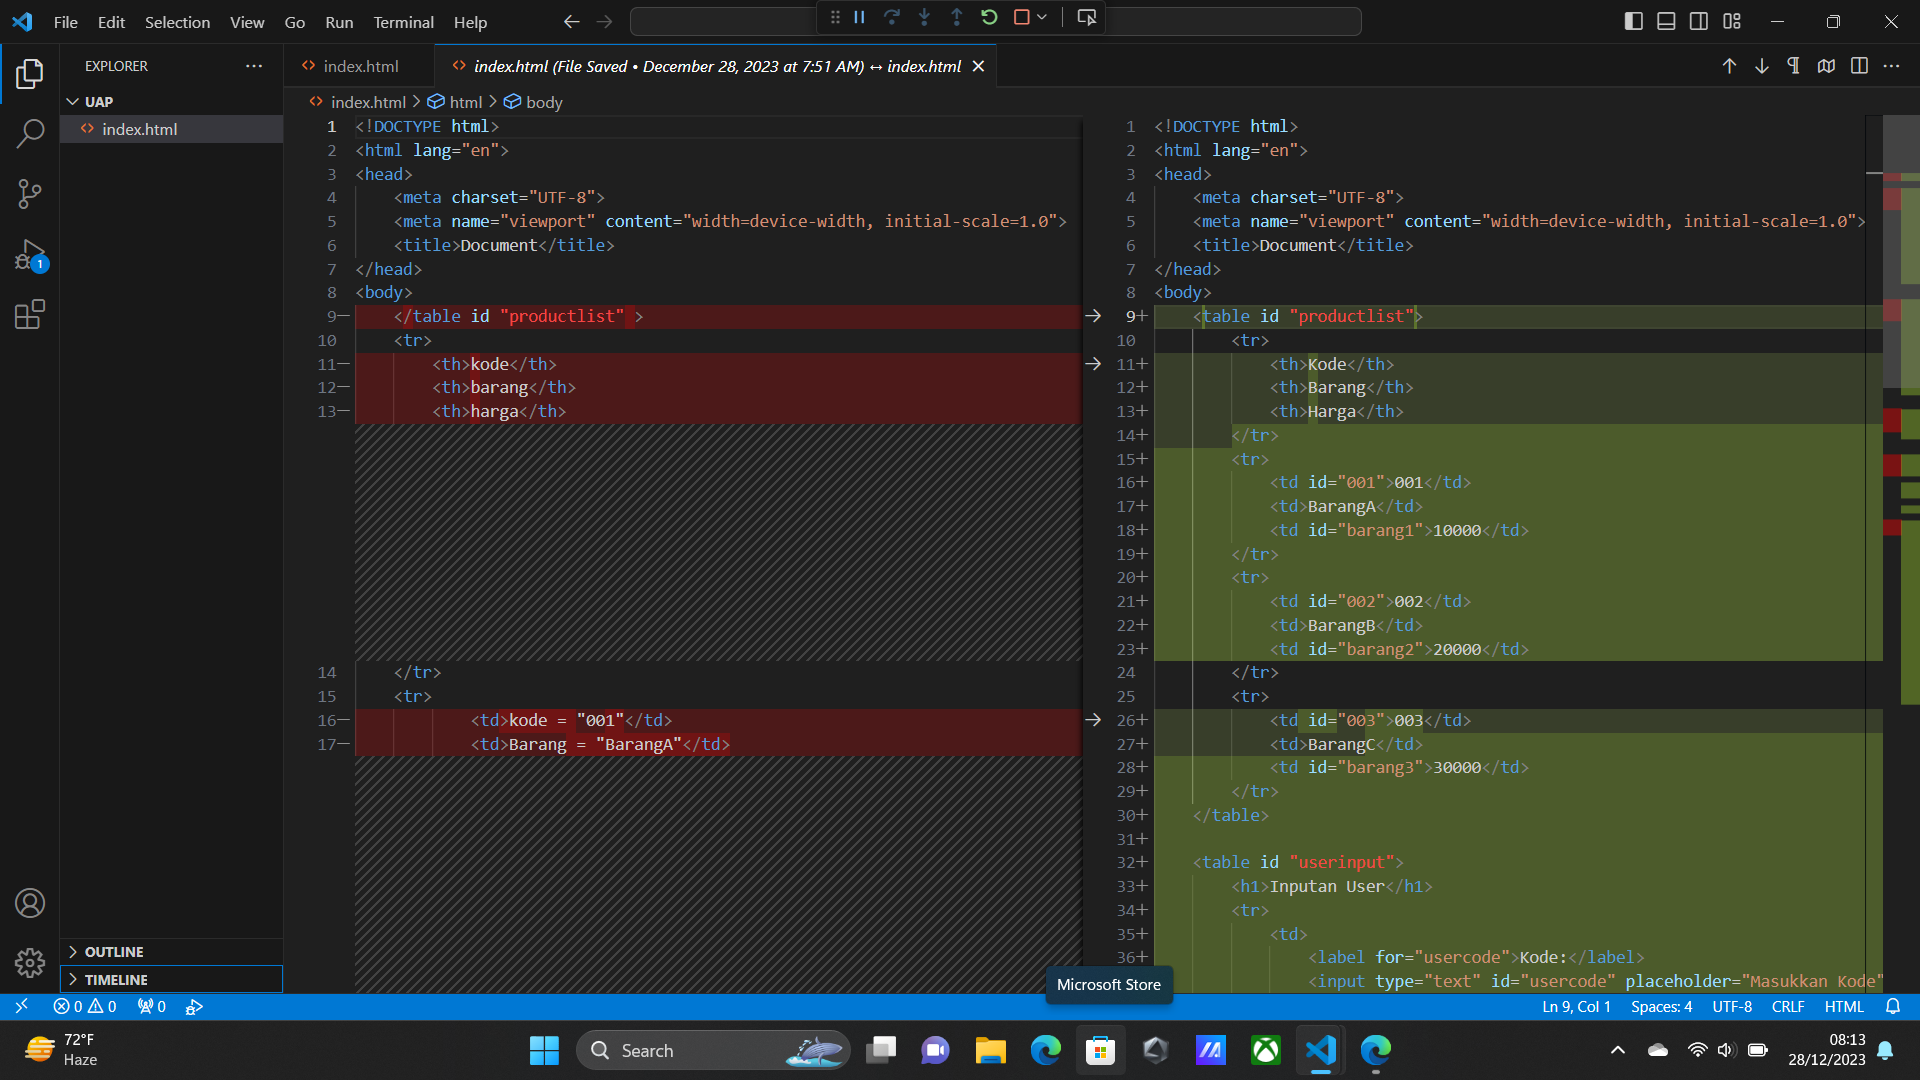 File Edit Selection View Go Run Terminal Help
EXPLORER
UAP
index.html
OUTLINE
TIMELINE
index.html
index.html (File Saved • December 28, 2023 at 7:51 AM) ↔ index.html
index.html > html > body
1 <!DOCTYPE html>
2 <html lang="en">
3 <head>
4 <meta charset="UTF-8">
5 <meta name="viewport" content="width=device-width, initial-scale=1.0">
6 <title>Document</title>
7 </head>
8 <body>
9— </table id "productlist" >
10 <tr>
11— <th>kode</th>
12— <th>barang</th>
13— <th>harga</th>
14 </tr>
15 <tr>
16— <td>kode = "001"</td>
17— <td>Barang = "BarangA"</td>
1 <!DOCTYPE html>
2 <html lang="en">
3 <head>
4 <meta charset="UTF-8">
5 <meta name="viewport" content="width=device-width, initial-scale=1.0">
6 <title>Document</title>
7 </head>
8 <body>
9+ <table id "productlist">
10 <tr>
11+ <th>Kode</th>
12+ <th>Barang</th>
13+ <th>Harga</th>
14+ </tr>
15+ <tr>
16+ <td id="001">001</td>
17+ <td>BarangA</td>
18+ <td id="barang1">10000</td>
19+ </tr>
20+ <tr>
21+ <td id="002">002</td>
22+ <td>BarangB</td>
23+ <td id="barang2">20000</td>
24 </tr>
25 <tr>
26+ <td id="003">003</td>
27+ <td>BarangC</td>
28+ <td id="barang3">30000</td>
29+ </tr>
30+ </table>
31+
32+ <table id "userinput">
33+ <h1>Inputan User</h1>
34+ <tr>
35+ <td>
36+ <label for="usercode">Kode:</label>
<input type="text" id="usercode" placeholder="Masukkan Kode"
Microsoft Store
0 0 0
Ln 9, Col 1 Spaces: 4 UTF-8 CRLF HTML
72°F
Haze
Search
08:13
28/12/2023
1